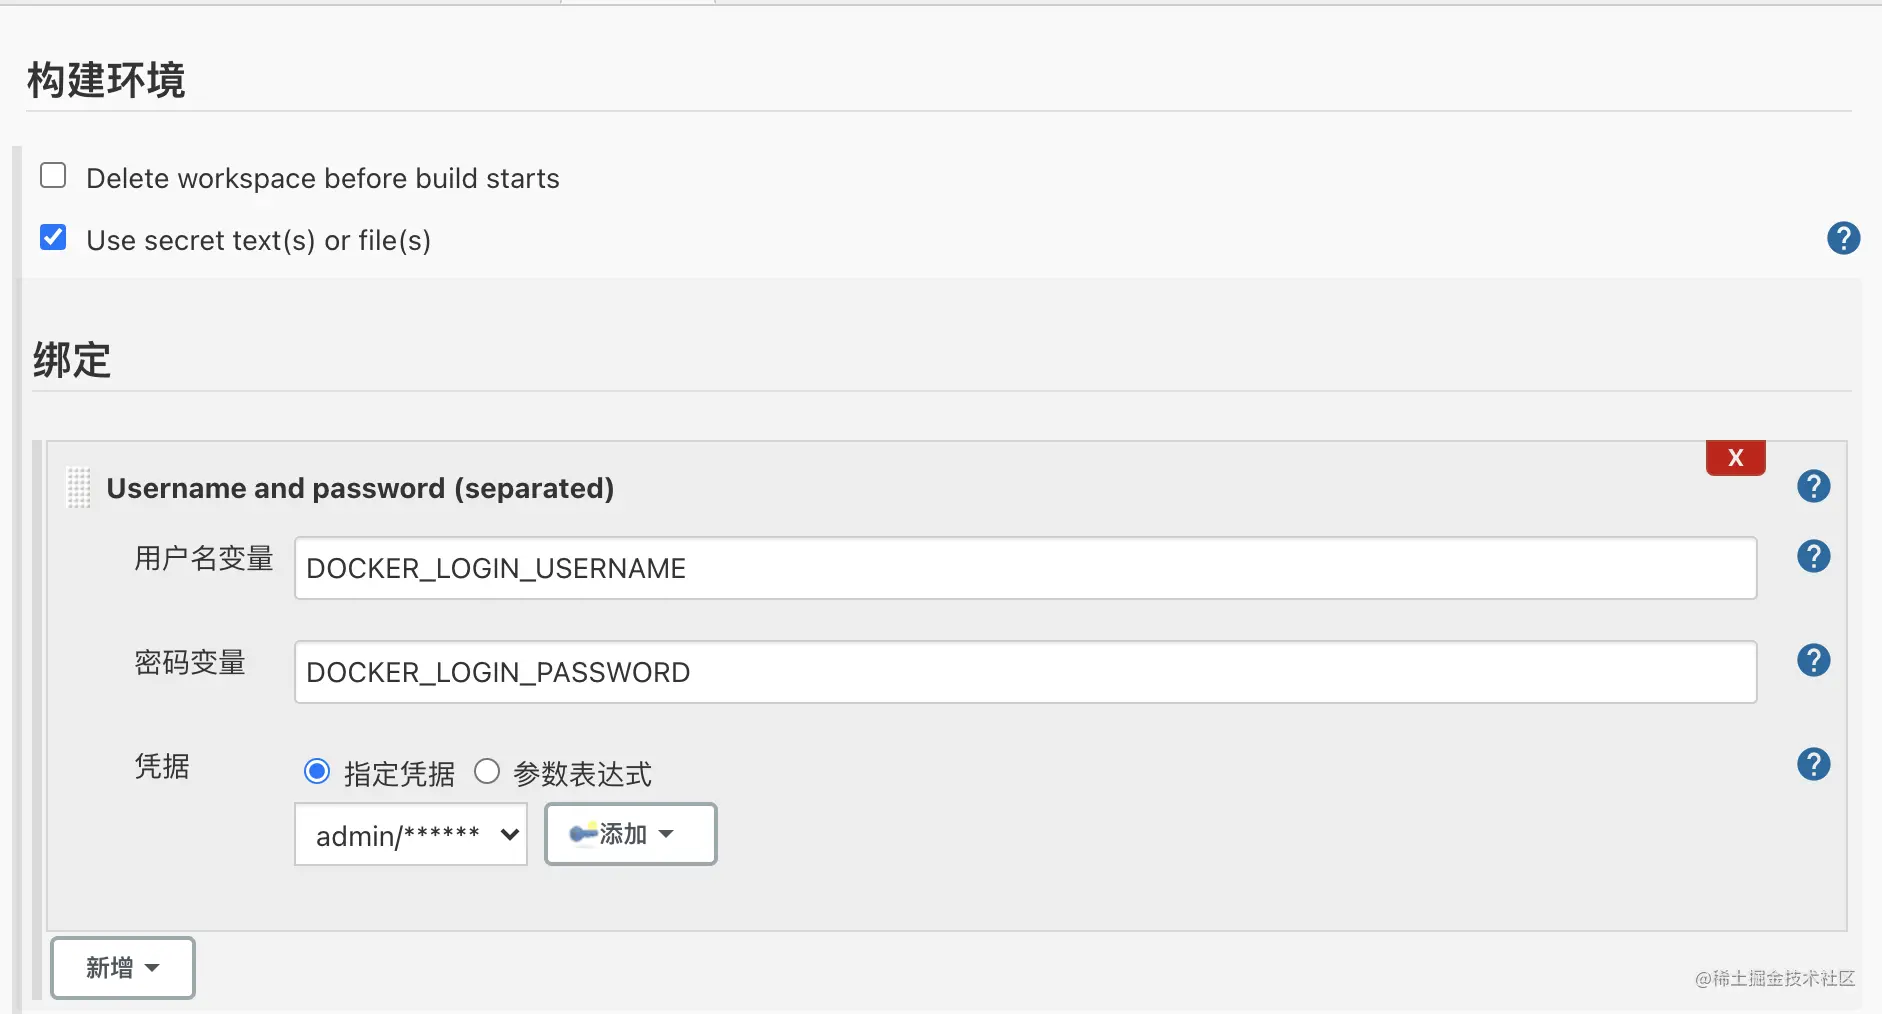 构建环境
Delete workspace before build starts
Use secret text(s) or file(s)
?
绑定
X
Username and password (separated)
?
用户名变量 DOCKER_LOGIN_USERNAME
?
密码变量 DOCKER_LOGIN_PASSWORD
?
凭据 指定凭据 参数表达式
?
admin/****** 添加
新增
@稀土掘金技术社区